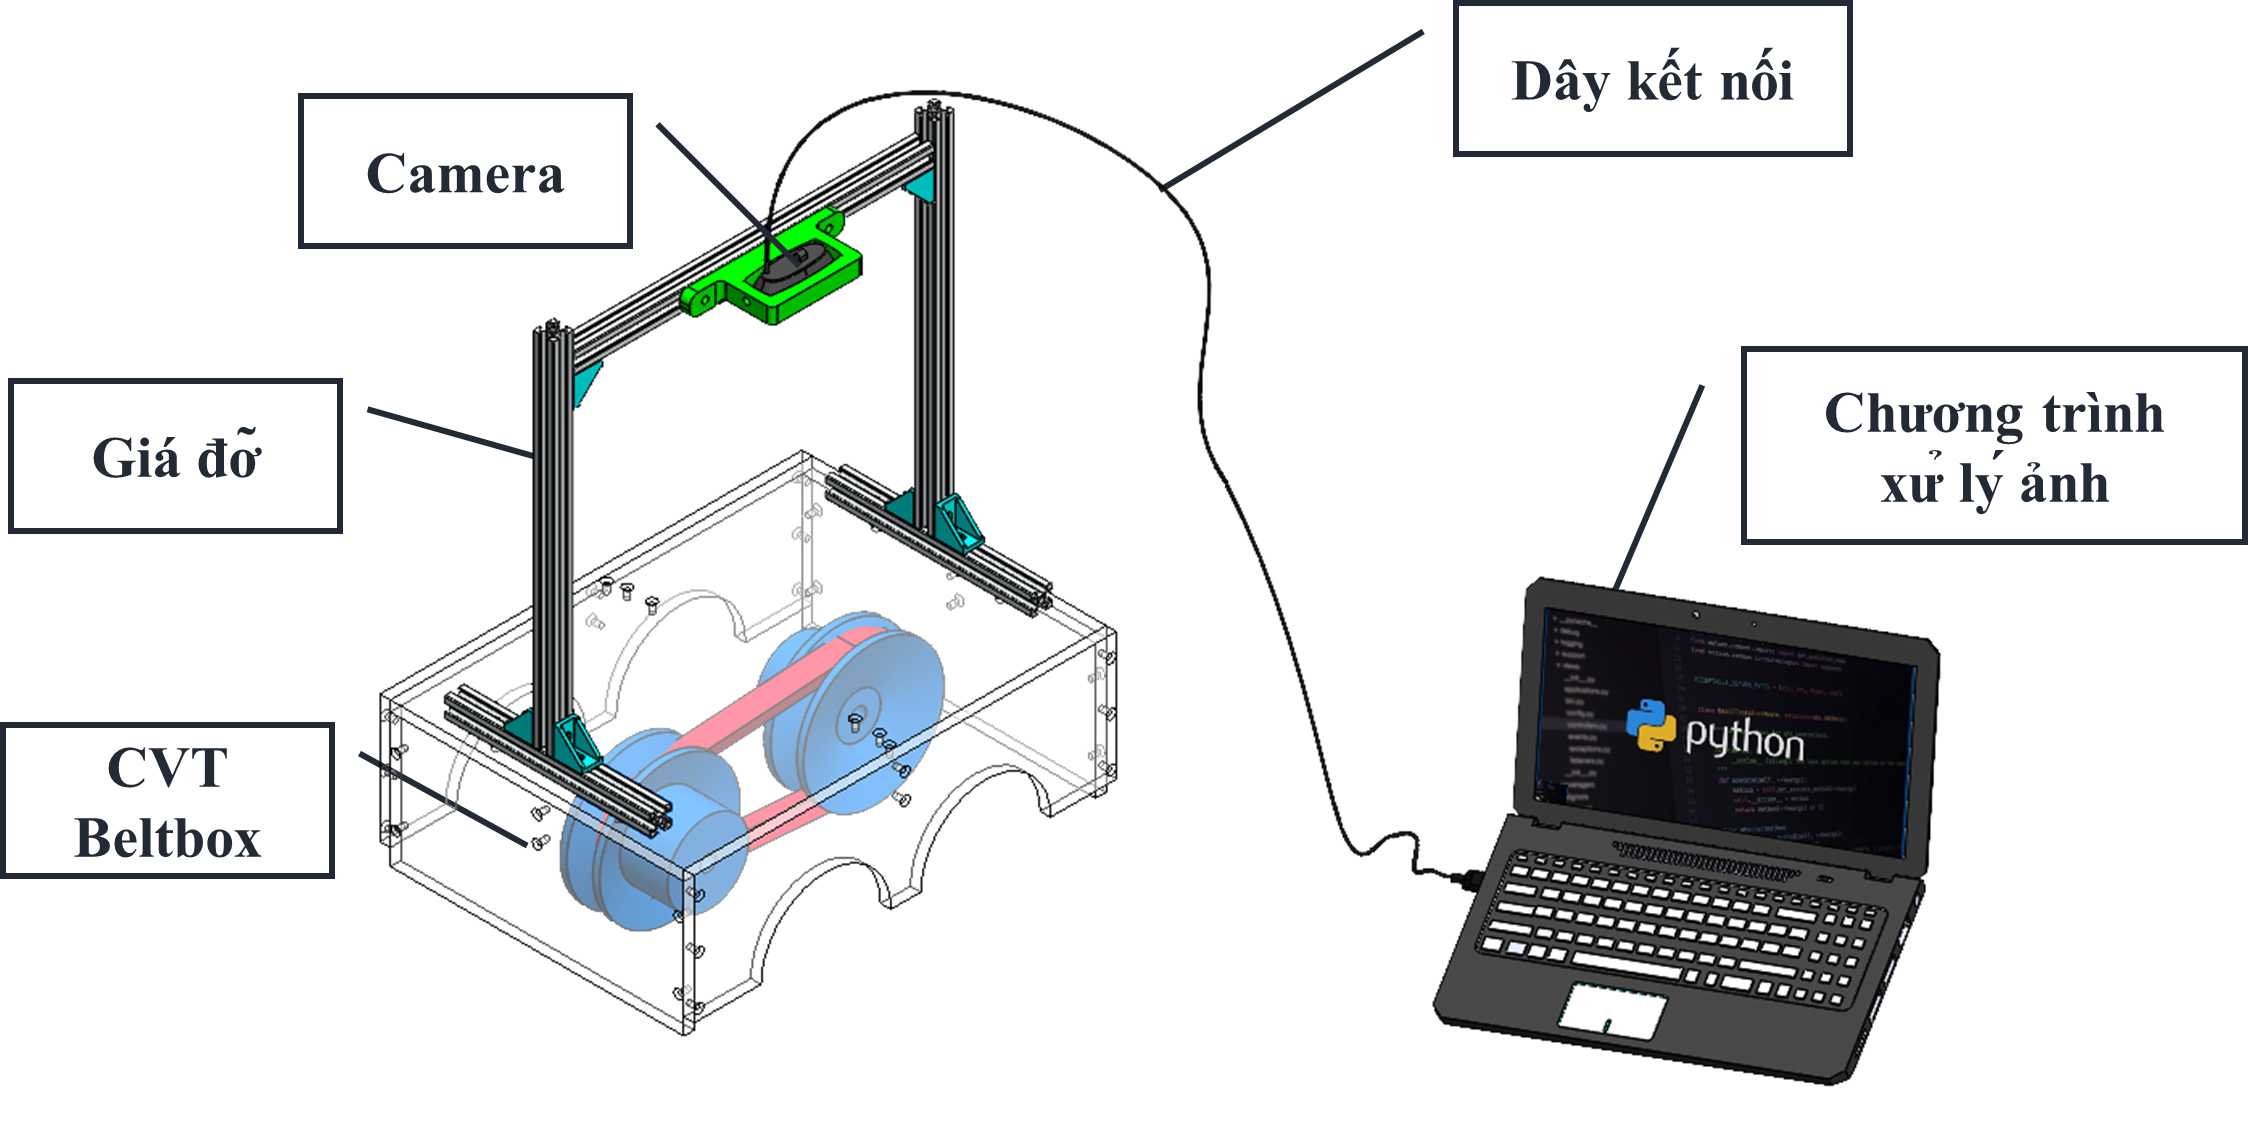 Dây kết nối
Camera
Giá đỡ
Chương trình
xử lý ảnh
CVT
Beltbox
python